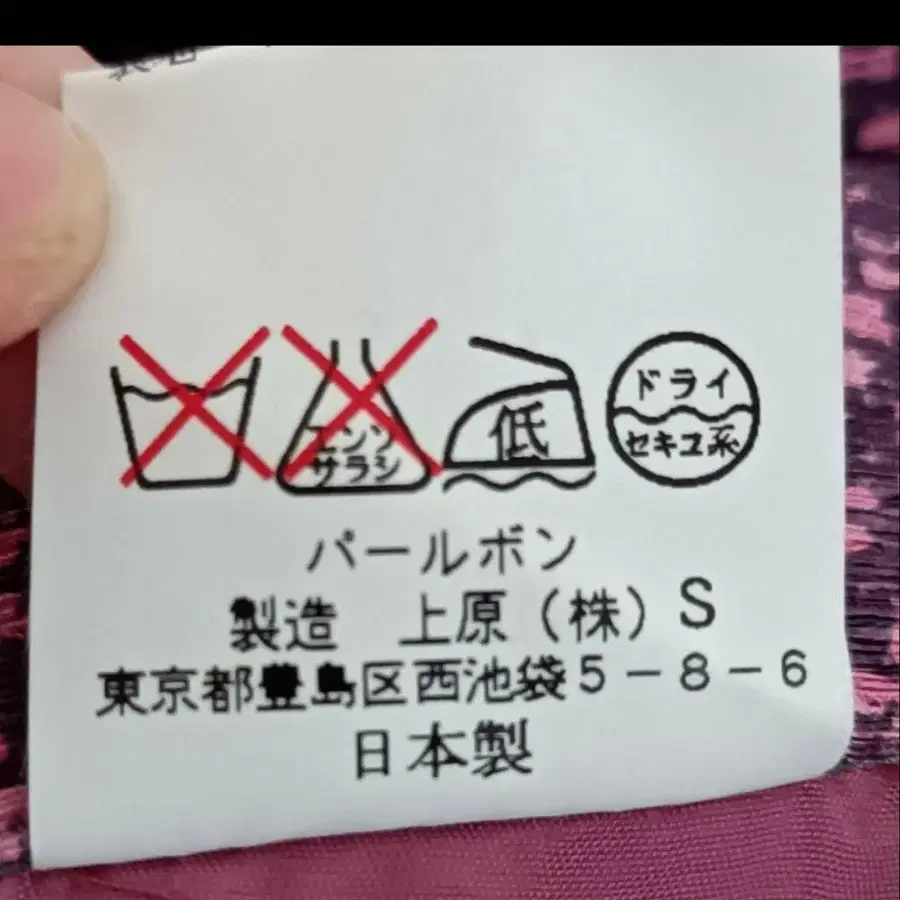 エンソ
サラシ
低
ドライ
セキユ系
パールボン
製造 上原（株）S
東京都豊島区西池袋5－8－6
日本製